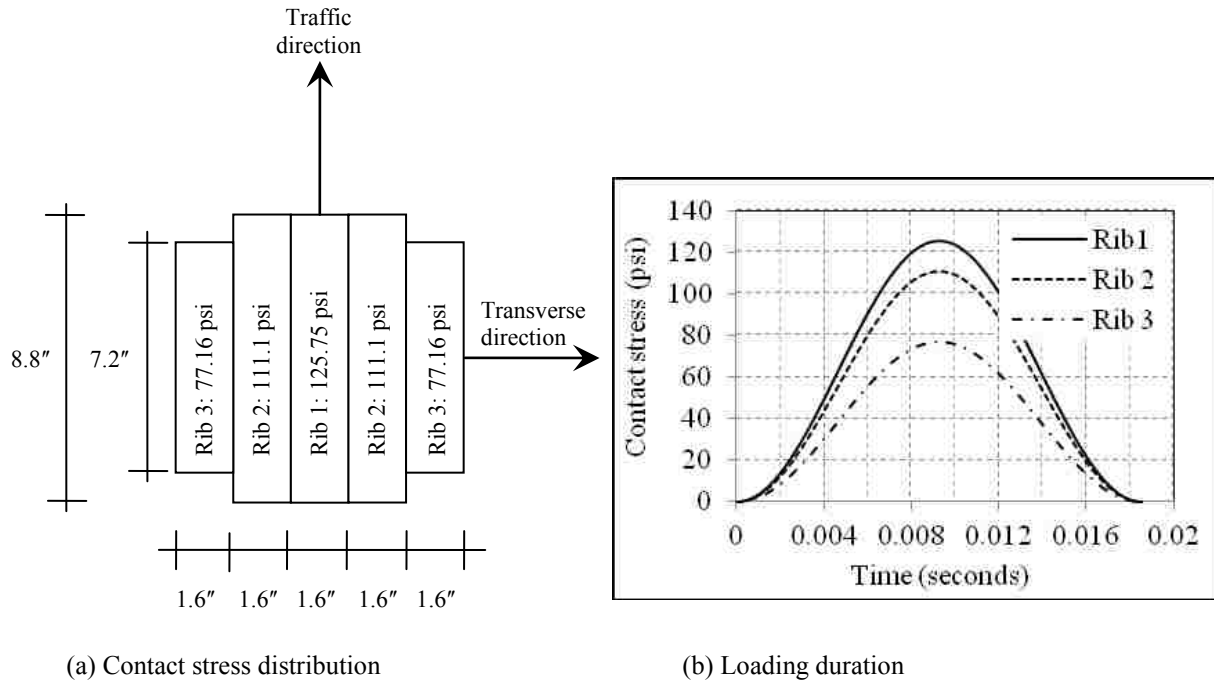 Traffic
direction
8.8″
7.2″
Rib 3: 77.16 psi
Rib 2: 111.1 psi
Rib 1: 125.75 psi
Rib 2: 111.1 psi
Rib 3: 77.16 psi
Transverse
direction
1.6″ 1.6″ 1.6″ 1.6″ 1.6″
(a) Contact stress distribution
Contact stress (psi)
140
120
100
80
60
40
20
0
0 0.004 0.008 0.012 0.016 0.02
Time (seconds)
Rib1
Rib 2
Rib 3
(b) Loading duration